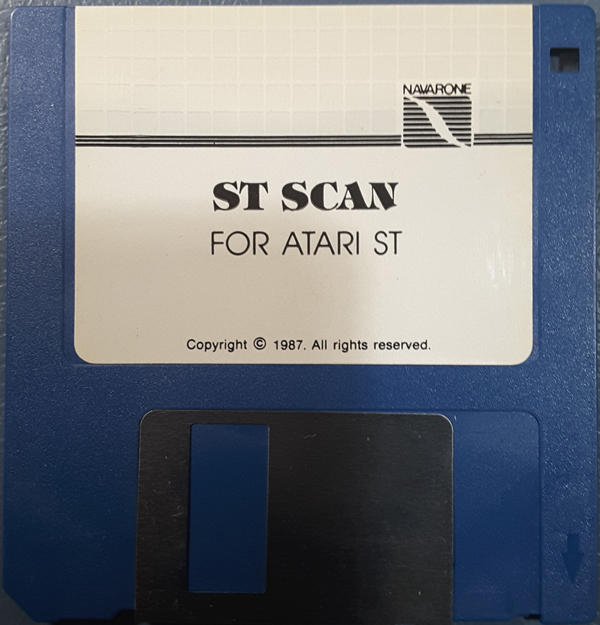 NAVARONE
ST SCAN
FOR ATARI ST
Copyright © 1987. All rights reserved.